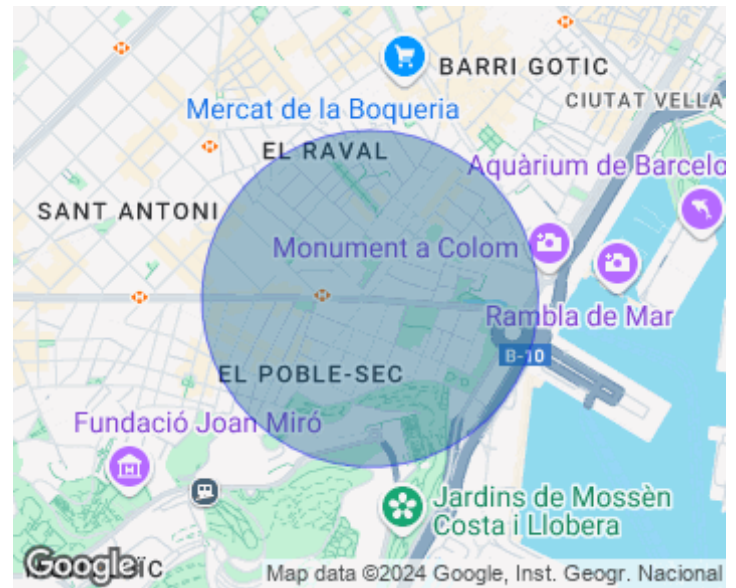 BARRI GOTIC
CIUTAT VELLA
Mercat de la Boqueria
EL RAVAL
Aquàrium de Barcelo
SANT ANTONI
Monument a Colom
Rambla de Mar
B-10
EL POBLE-SEC
Fundació Joan Miró
Jardins de Mossèn
Costa i Llobera
Google
Map data ©2024 Google, Inst. Geogr. Nacional